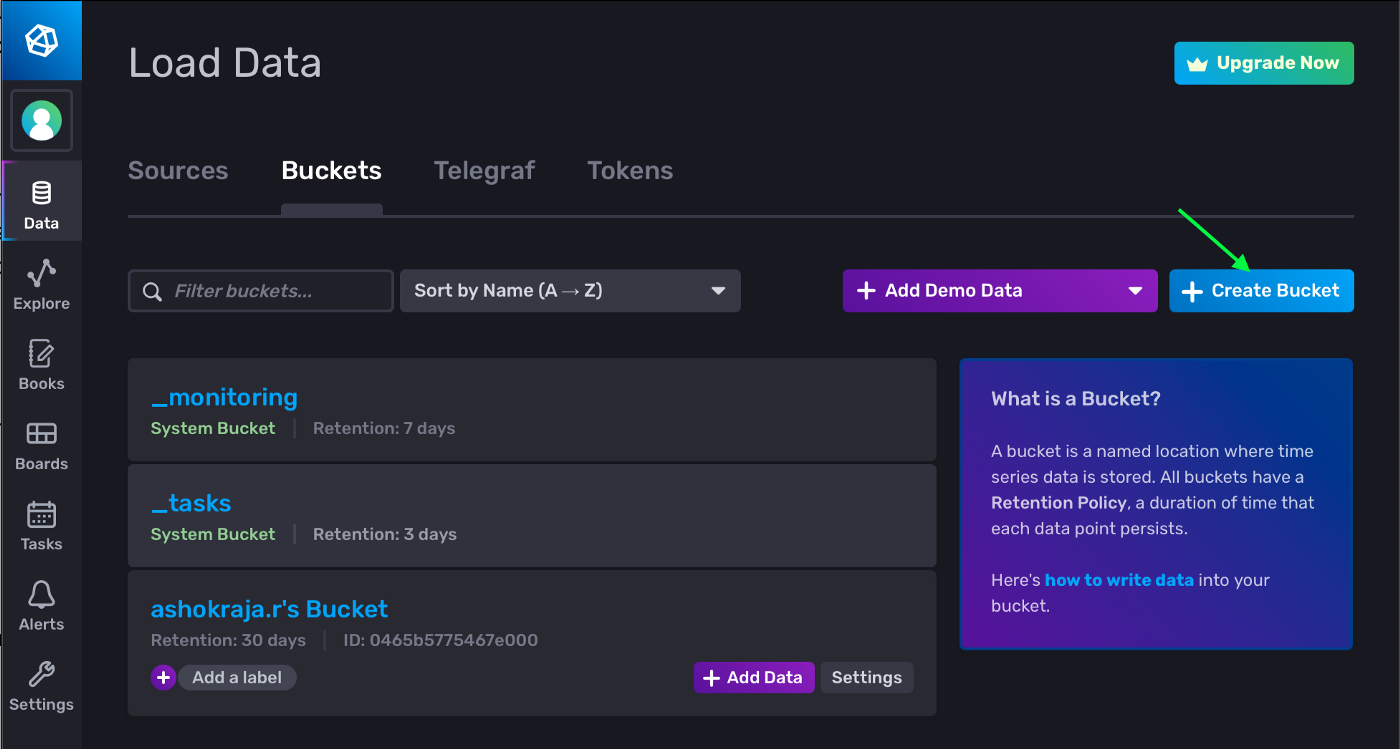 Load Data
Upgrade Now
Sources Buckets Telegraf Tokens
Data
Explore
Books
Boards
Tasks
Alerts
Settings
Filter buckets...
Sort by Name (A → Z)
Add Demo Data
Create Bucket
_monitoring
System Bucket Retention: 7 days
_tasks
System Bucket Retention: 3 days
ashokraja.r's Bucket
Retention: 30 days ID: 0465b5775467e000
Add a label
Add Data
Settings
What is a Bucket?
A bucket is a named location where time
series data is stored. All buckets have a
Retention Policy, a duration of time that
each data point persists.
Here's how to write data into your
bucket.